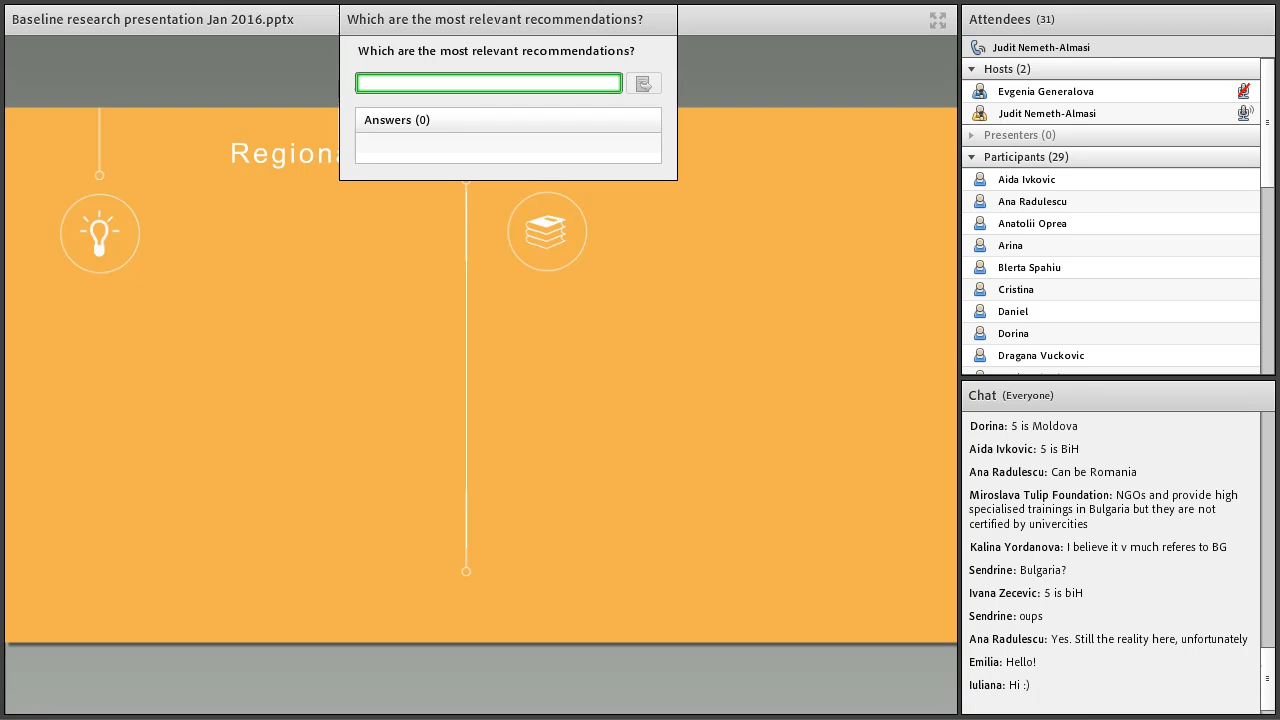 Baseline research presentation Jan 2016.pptx
Which are the most relevant recommendations?
Which are the most relevant recommendations?
Answers (0)
Regiona
Attendees (31)
Judit Nemeth-Almasi
Hosts (2)
Evgenia Generalova
Judit Nemeth-Almasi
Presenters (0)
Participants (29)
Aida Ivkovic
Ana Radulescu
Anatolii Oprea
Arina
Blerta Spahiu
Cristina
Daniel
Dorina
Dragana Vuckovic
Chat (Everyone)
Dorina: 5 is Moldova
Aida Ivkovic: 5 is BiH
Ana Radulescu: Can be Romania
Miroslava Tulip Foundation: NGOs and provide high
specialised trainings in Bulgaria but they are not
certified by univercities
Kalina Yordanova: I believe it v much referes to BG
Sendrine: Bulgaria?
Ivana Zecevic: 5 is biH
Sendrine: oups
Ana Radulescu: Yes. Still the reality here, unfortunately
Emilia: Hello!
Iuliana: Hi :)